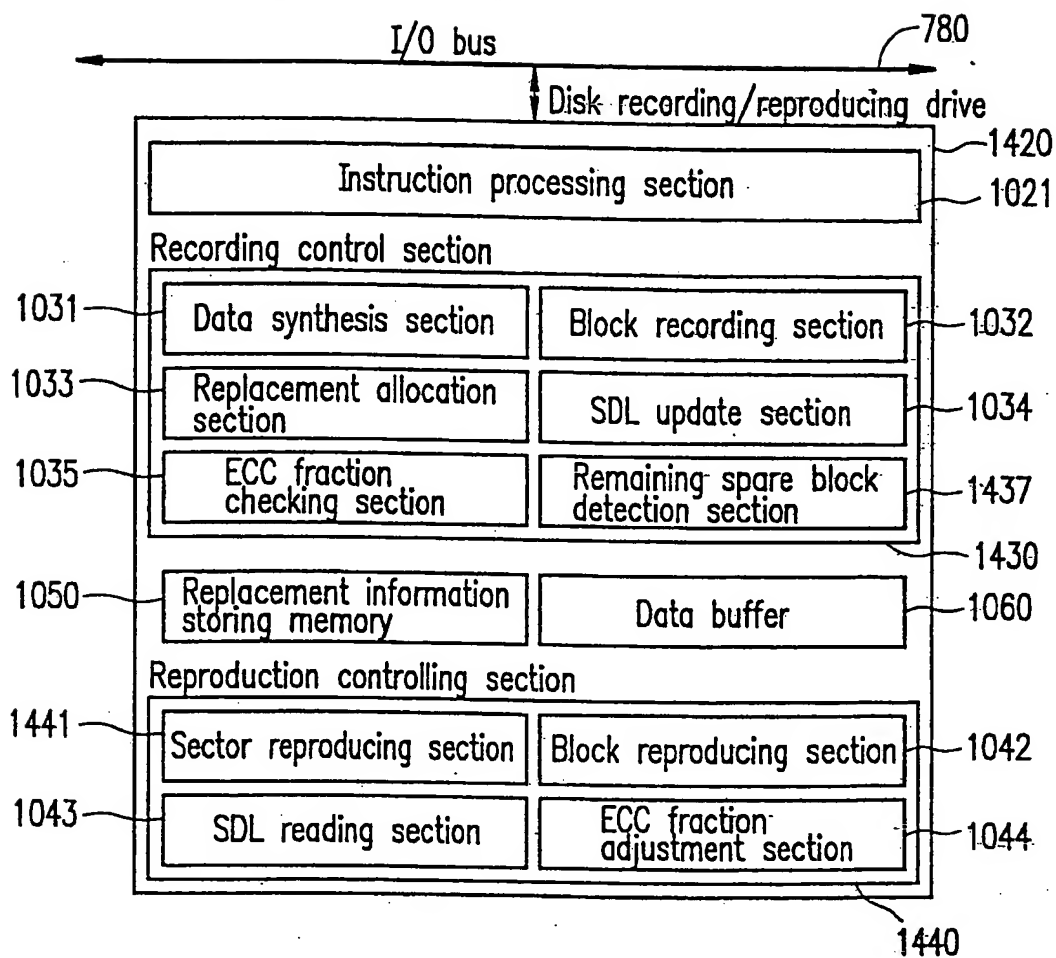 I/O bus
780
Disk recording/reproducing drive
1420
Instruction processing section
1021
Recording control section
1031
Data synthesis section
Block recording section
1032
1033
Replacement allocation
section
SDL update section
1034
1035
ECC fraction
checking section
Remaining spare block
detection section
1437
1430
1050
Replacement information
storing memory
Data buffer
1060
Reproduction controlling section
1441
Sector reproducing section
Block reproducing section
1042
1043
SDL reading section
ECC fraction
adjustment section
1044
1440